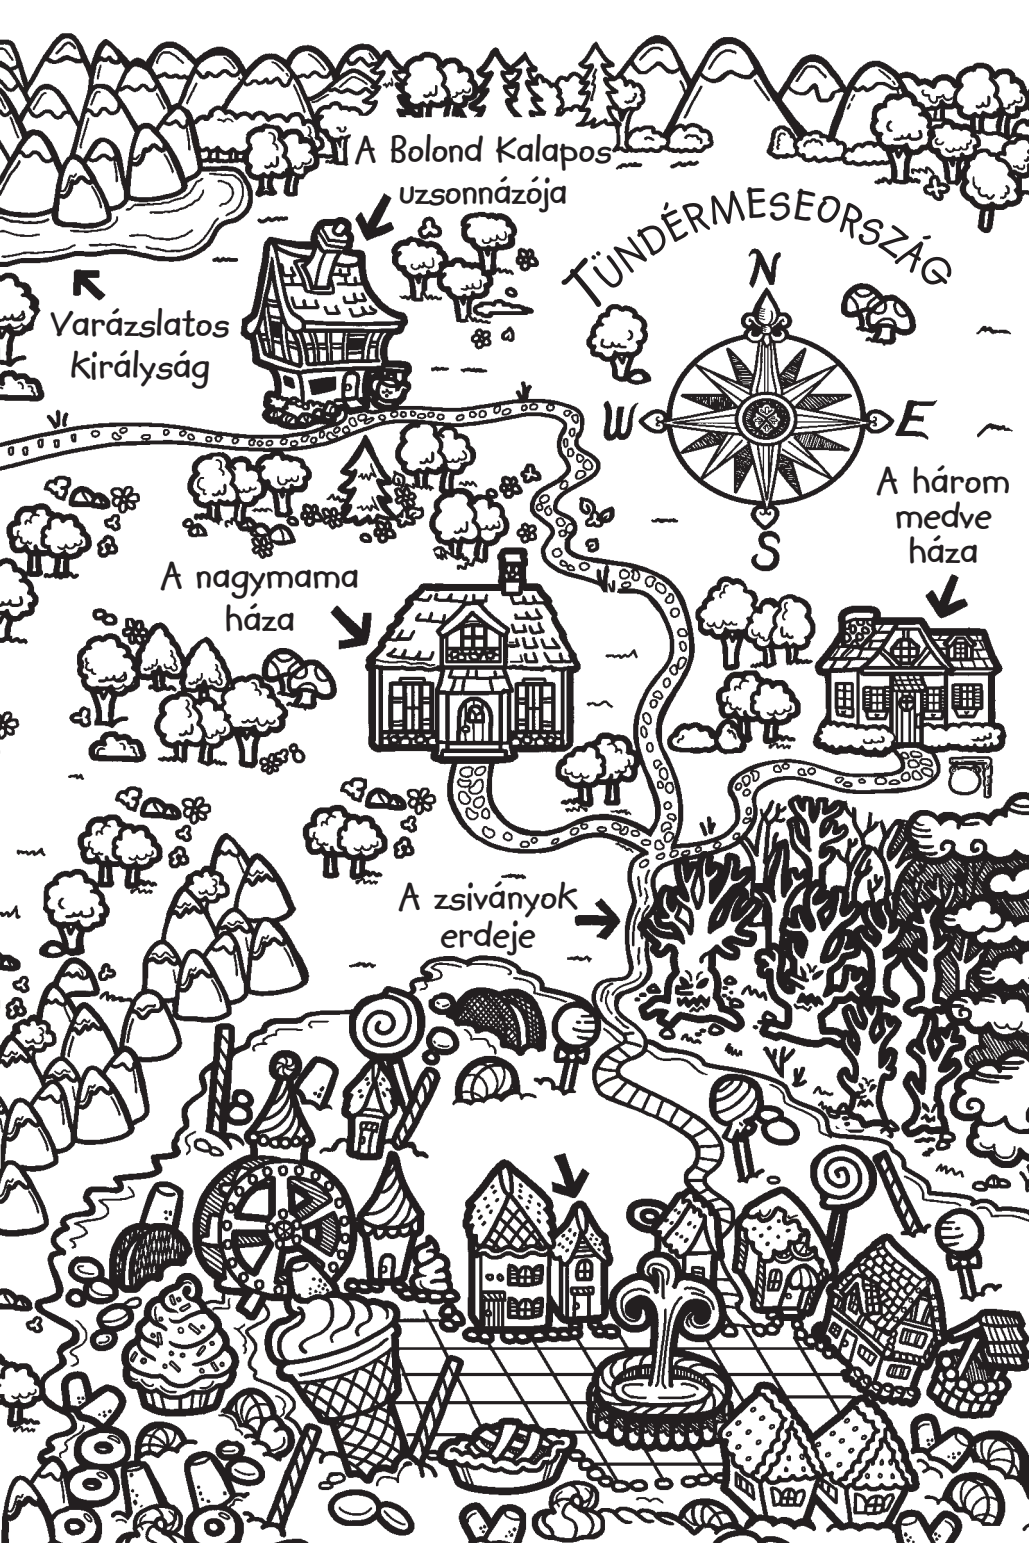 A Bolond Kalapos
uzsonnázója
TÜNDÉRMESEORSZÁG
N
Varázslatos
királyság
W
E
A három
medve
háza
S
A nagymama
háza
A zsiványok
erdeje